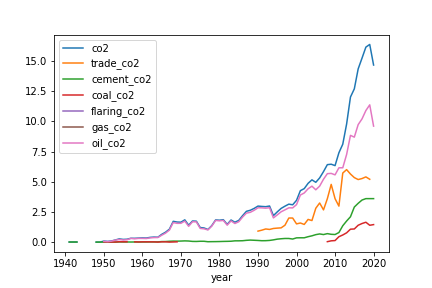 co2
trade_co2
cement_co2
coal_co2
flaring_co2
gas_co2
oil_co2
15.0
12.5
10.0
7.5
5.0
2.5
0.0
1940 1950 1960 1970 1980 1990 2000 2010 2020
year